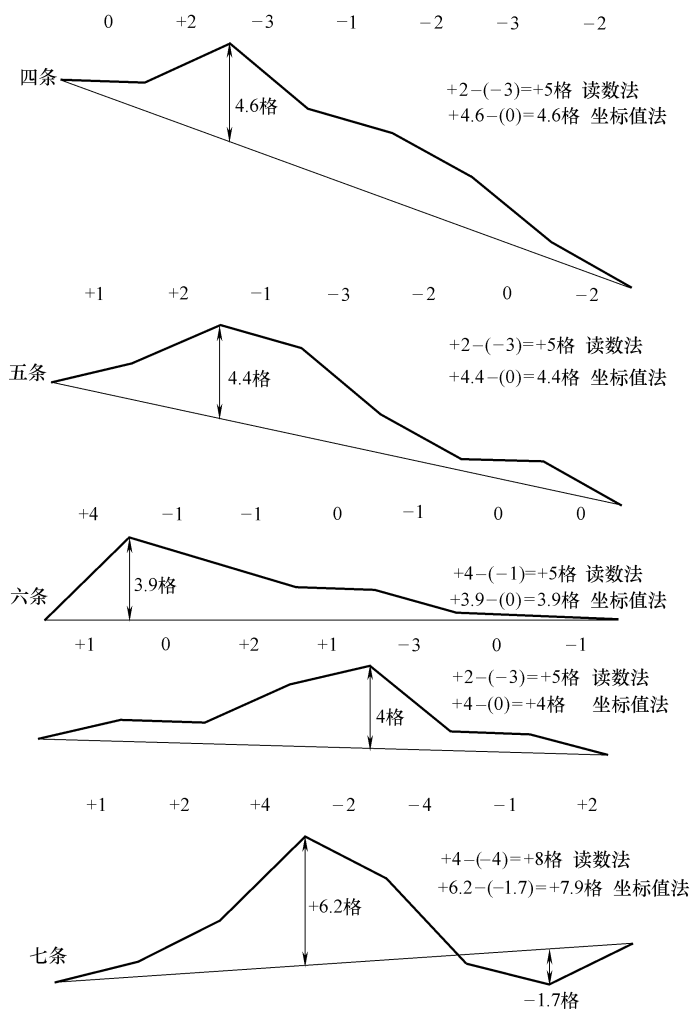 0 +2 −3 −1 −2 −3 −2
四条
4.6格
+2−(−3)=+5格 读数法
+4.6−(0)=4.6格 坐标值法
+1 +2 −1 −3 −2 0 −2
五条
4.4格
+2−(−3)=+5格 读数法
+4.4−(0)=4.4格 坐标值法
+4 −1 −1 0 −1 0 0
六条
3.9格
+4−(−1)=+5格 读数法
+3.9−(0)=3.9格 坐标值法
+1 0 +2 +1 −3 0 −1
4格
+2−(−3)=+5格 读数法
+4−(0)=+4格 坐标值法
+1 +2 +4 −2 −4 −1 +2
七条
+6.2格
+4−(−4)=+8格 读数法
+6.2−(−1.7)=+7.9格 坐标值法
−1.7格